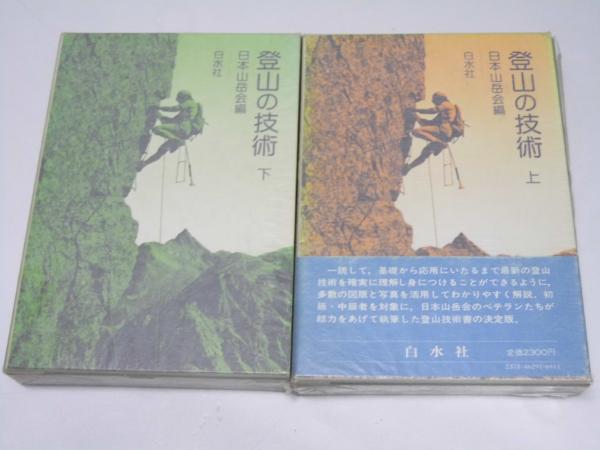 登山の技術 下
日本山岳会編
白水社
登山の技術 上
日本山岳会編
白水社
一読して，基礎から応用にいたるまで最新の登山
技術を確実に理解し身につけることができるように，
多数の図版と写真を活用してわかりやすく解説．初
級・中級者を対象に，日本山岳会のベテランたちが
総力をあげて執筆した登山技術書の決定版．
白水社
定価2300円